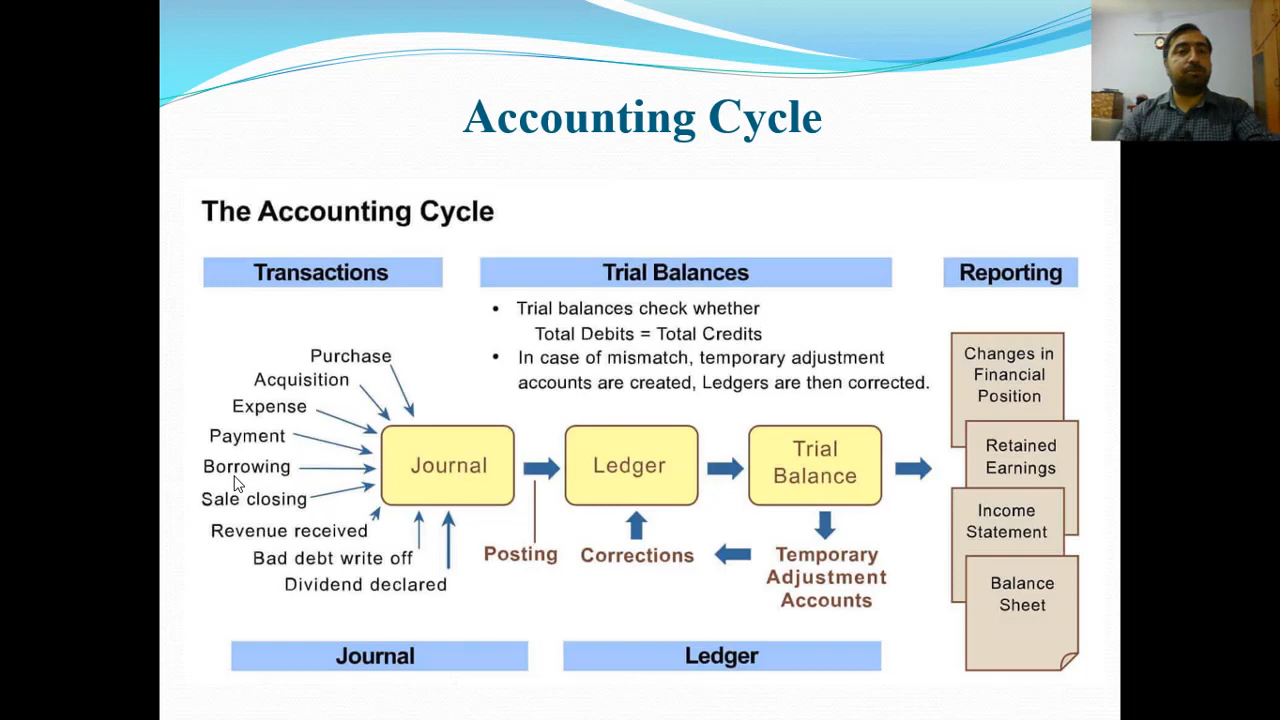 Accounting Cycle
The Accounting Cycle
Transactions
Trial Balances
Reporting
• Trial balances check whether
Total Debits = Total Credits
• In case of mismatch, temporary adjustment
accounts are created, Ledgers are then corrected.
Purchase
Acquisition
Expense
Payment
Borrowing
Sale closing
Revenue received
Bad debt write off
Dividend declared
Journal
Posting
Ledger
Corrections
Trial
Balance
Temporary
Adjustment
Accounts
Changes in
Financial
Position
Retained
Earnings
Income
Statement
Balance
Sheet
Journal
Ledger